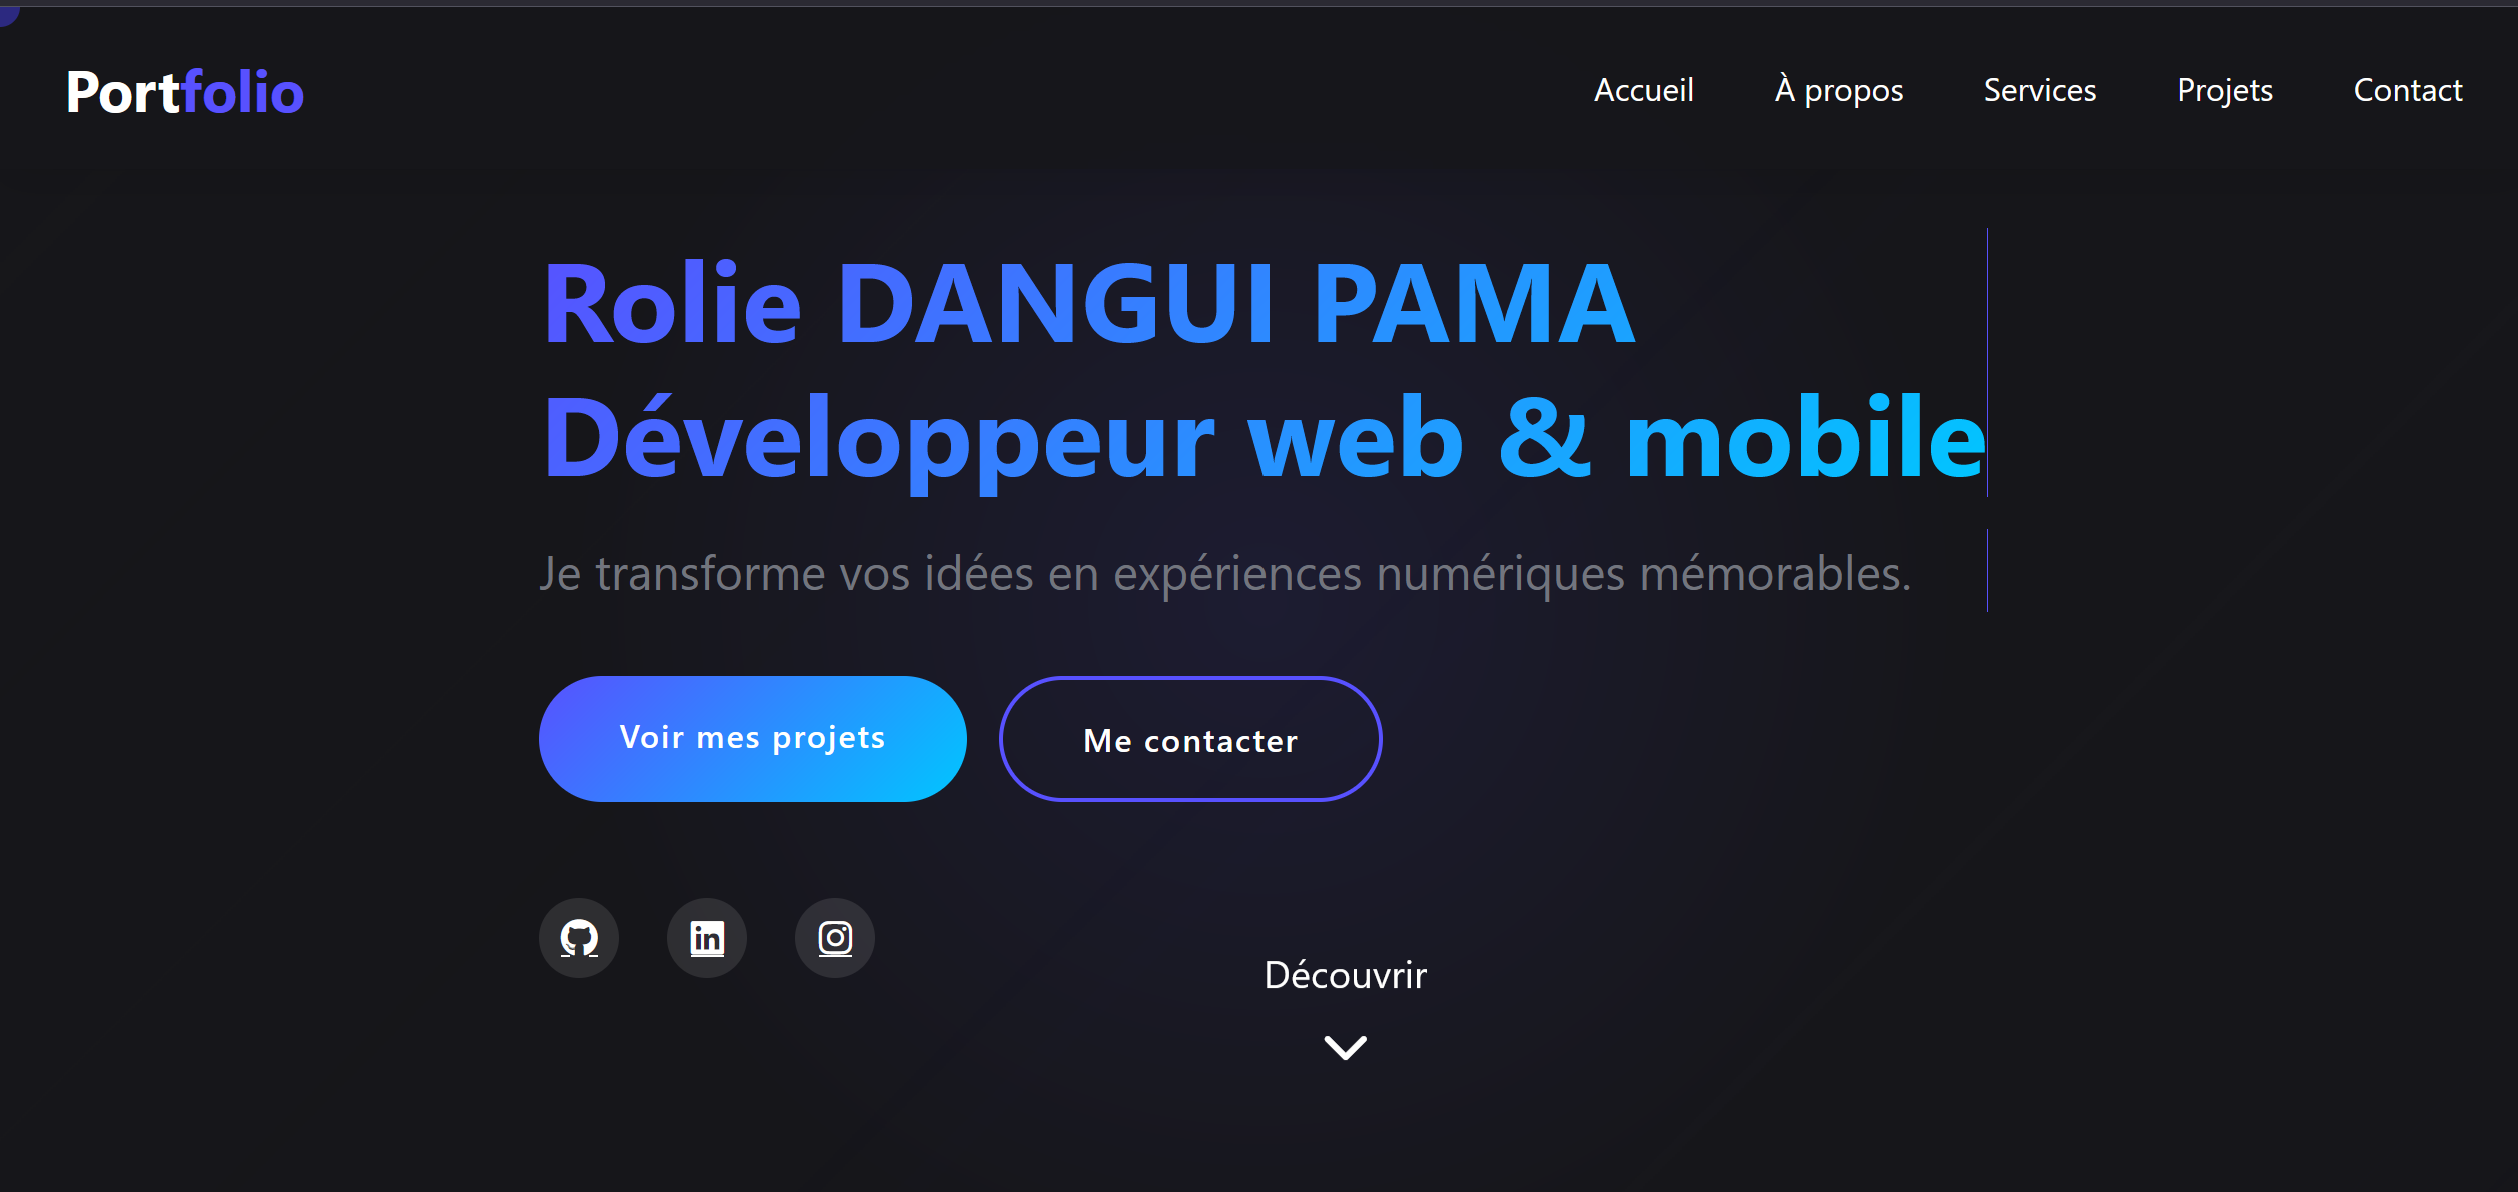 Portfolio
Accueil À propos Services Projets Contact
Rolie DANGUI PAMA
Développeur web & mobile
Je transforme vos idées en expériences numériques mémorables.
Voir mes projets Me contacter
in
Découvrir